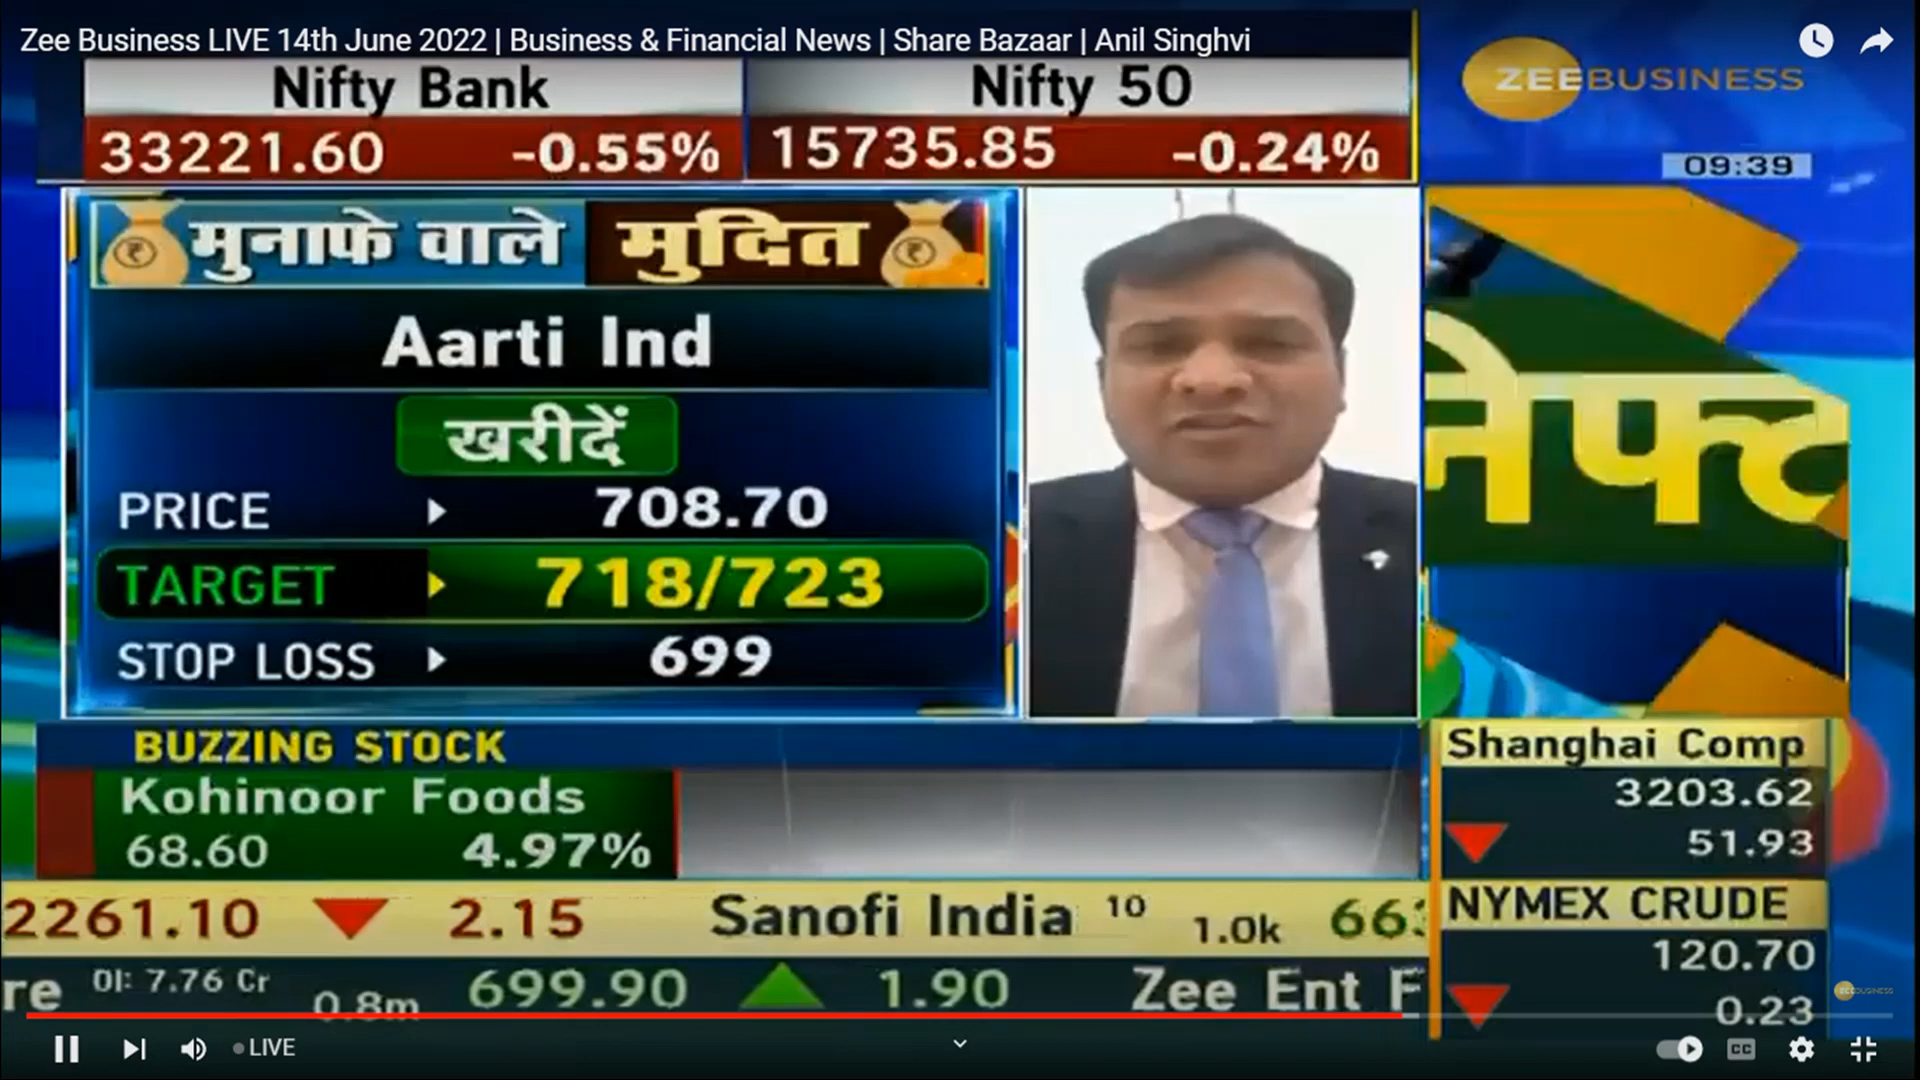 Zee Business LIVE 14th June 2022 | Business & Financial News | Share Bazaar | Anil Singhvi
Nifty Bank
33221.60 -0.55%
Nifty 50
15735.85 -0.24%
ZEEBUSINESS
09:39
मुनाफे वाले मुदित
Aarti Ind
खरीदें
PRICE 708.70
TARGET 718/723
STOP LOSS 699
BUZZING STOCK
Kohinoor Foods
68.60 4.97%
Shanghai Comp
3203.62
51.93
NYMEX CRUDE
120.70
0.23
2261.10 2.15 Sanofi India 10 1.0k 66
re OI: 7.76 Cr 0.8m 699.90 1.90 Zee Ent F
ZEEBUSINESS
LIVE
CC